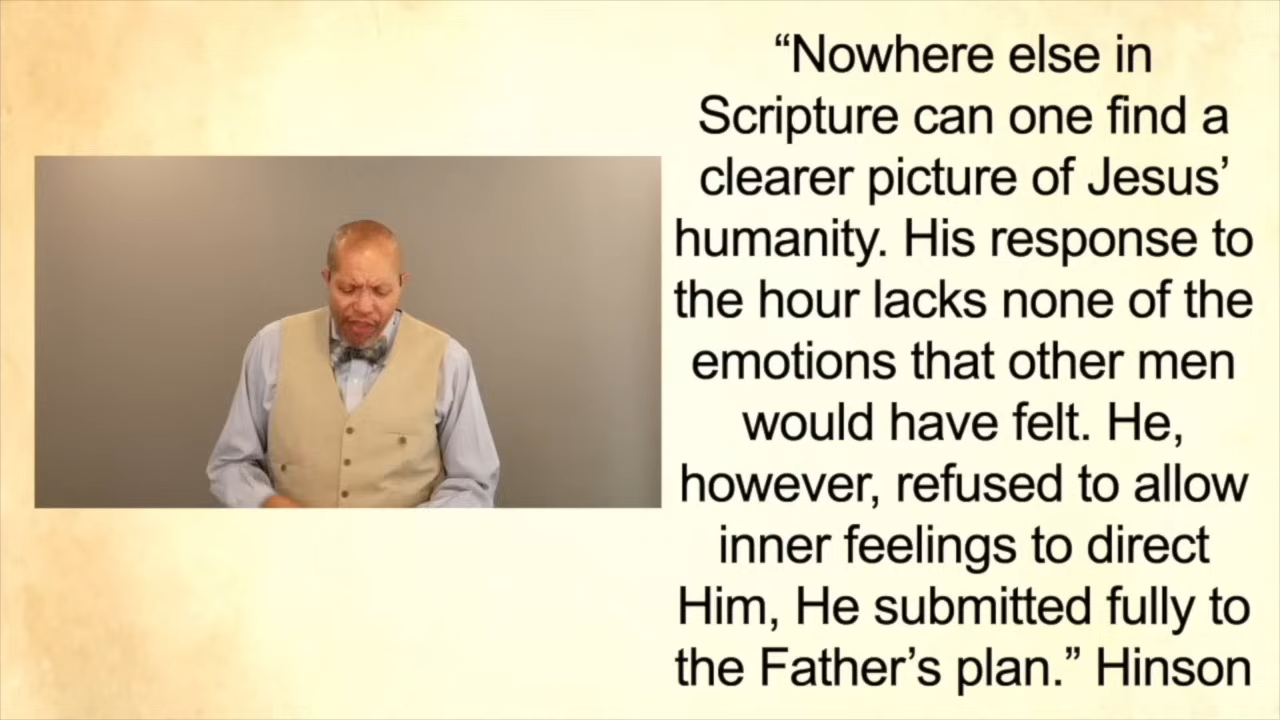 “Nowhere else in
Scripture can one find a
clearer picture of Jesus’
humanity. His response to
the hour lacks none of the
emotions that other men
would have felt. He,
however, refused to allow
inner feelings to direct
Him, He submitted fully to
the Father’s plan.” Hinson